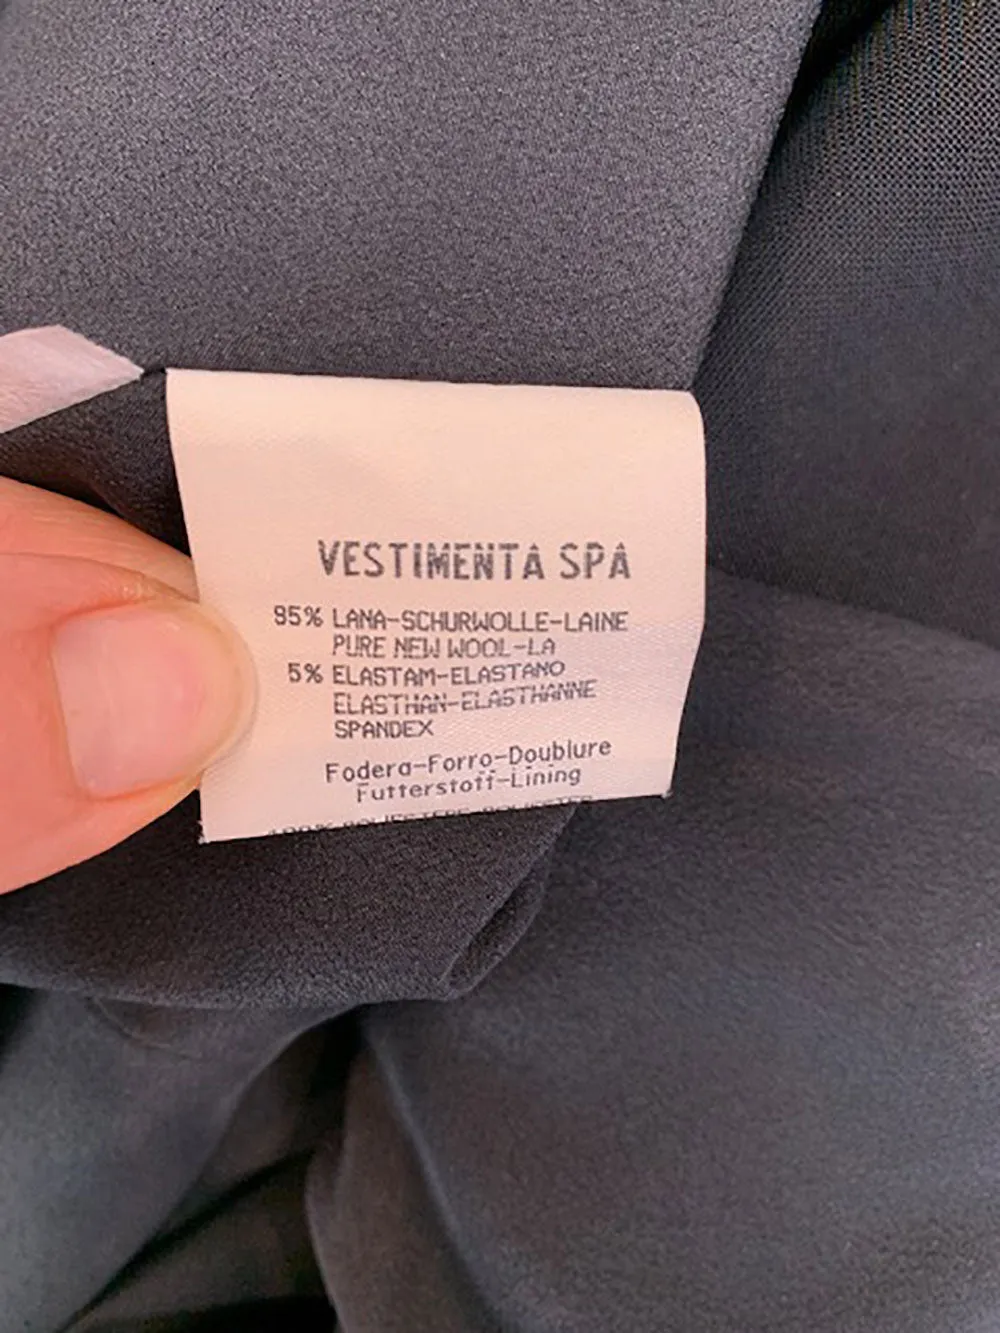 VESTIMENTA SPA
95% LANA-SCHURWOLLE-LAINE
PURE NEW WOOL-LA
5% ELASTAM-ELASTANO
ELASTHAN-ELASTHANNE
SPANDEX
Fodera-Forro-Doublure
Futterstoff-Lining